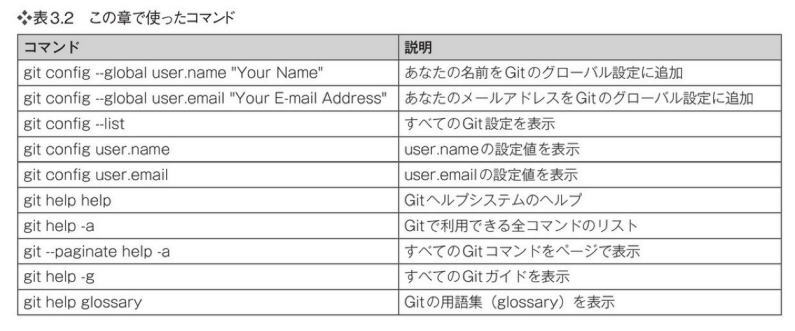 ❖表3.2　この章で使ったコマンド
コマンド　説明
git config --global user.name "Your Name"　あなたの名前をGitのグローバル設定に追加
git config --global user.email "Your E-mail Address"　あなたのメールアドレスをGitのグローバル設定に追加
git config --list　すべてのGit設定を表示
git config user.name　user.nameの設定値を表示
git config user.email　user.emailの設定値を表示
git help help　Gitヘルプシステムのヘルプ
git help -a　Gitで利用できる全コマンドのリスト
git --paginate help -a　すべてのGitコマンドをページで表示
git help -g　すべてのGitガイドを表示
git help glossary　Gitの用語集（glossary）を表示